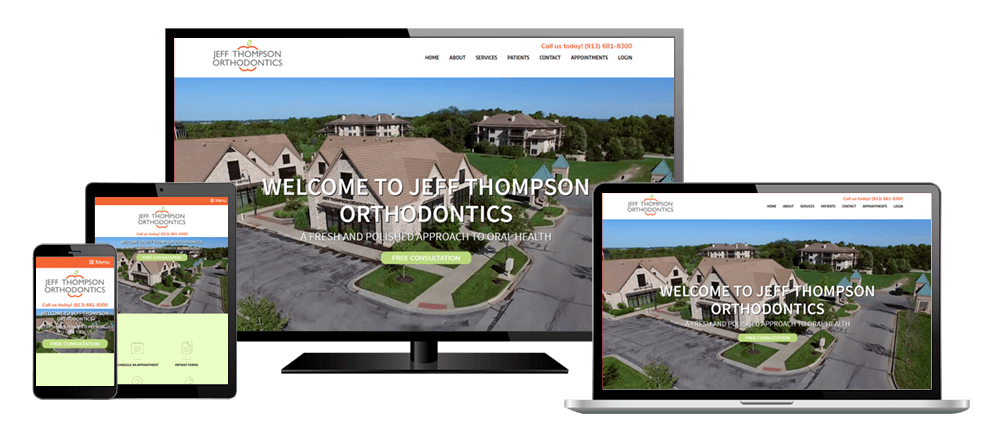 JEFF THOMPSON
ORTHODONTICS
Call us today! (913) 681-8300
HOME ABOUT SERVICES PATIENTS CONTACT APPOINTMENTS LOGIN
WELCOME TO JEFF THOMPSON
ORTHODONTICS
A FRESH AND POLISHED APPROACH TO ORAL HEALTH
FREE CONSULTATION
Menu
JEFF THOMPSON
ORTHODONTICS
Call us today! (913) 681-8300
WELCOME TO JEFF THOMPSON
ORTHODONTICS
FREE CONSULTATION
SCHEDULE AN APPOINTMENT PATIENT FORMS
Menu
JEFF THOMPSON
ORTHODONTICS
Call us today! (913) 681-8300
WELCOME TO JEFF THOMPSON
ORTHODONTICS
FREE CONSULTATION
JEFF THOMPSON
ORTHODONTICS
Call us today! (913) 681-8300
HOME ABOUT SERVICES PATIENTS CONTACT APPOINTMENTS LOGIN
WELCOME TO JEFF THOMPSON
ORTHODONTICS
A FRESH AND POLISHED APPROACH TO ORAL HEALTH
FREE CONSULTATION